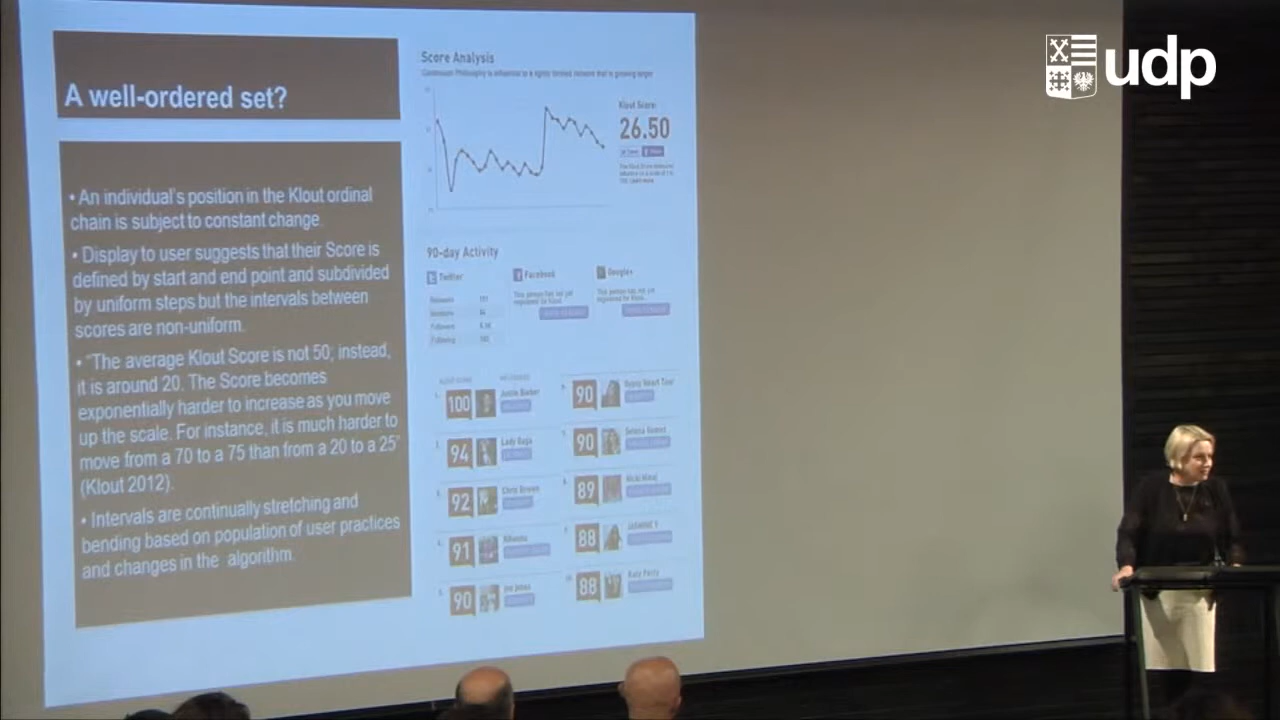 udp
A well-ordered set?
• An individual's position in the Klout ordinal
chain is subject to constant change.
• Display to user suggests that their Score is
defined by start and end point and subdivided
by uniform steps but the intervals between
scores are non-uniform.
• "The average Klout Score is not 50; instead,
it is around 20. The Score becomes
exponentially harder to increase as you move
up the scale. For instance, it is much harder to
move from a 70 to a 75 than from a 20 to a 25"
(Klout 2012).
• Intervals are continually stretching and
bending based on population of user practices
and changes in the algorithm.
Score Analysis
Klout Score:
26.50
90-day Activity
Twitter
Facebook
Google+
100
Justin Bieber
94
Lady Gaga
92
Chris Brown
91
Rihanna
90
Joe Jonas
90
90
Selena Gomez
89
Nicki Minaj
88
88
Katy Perry